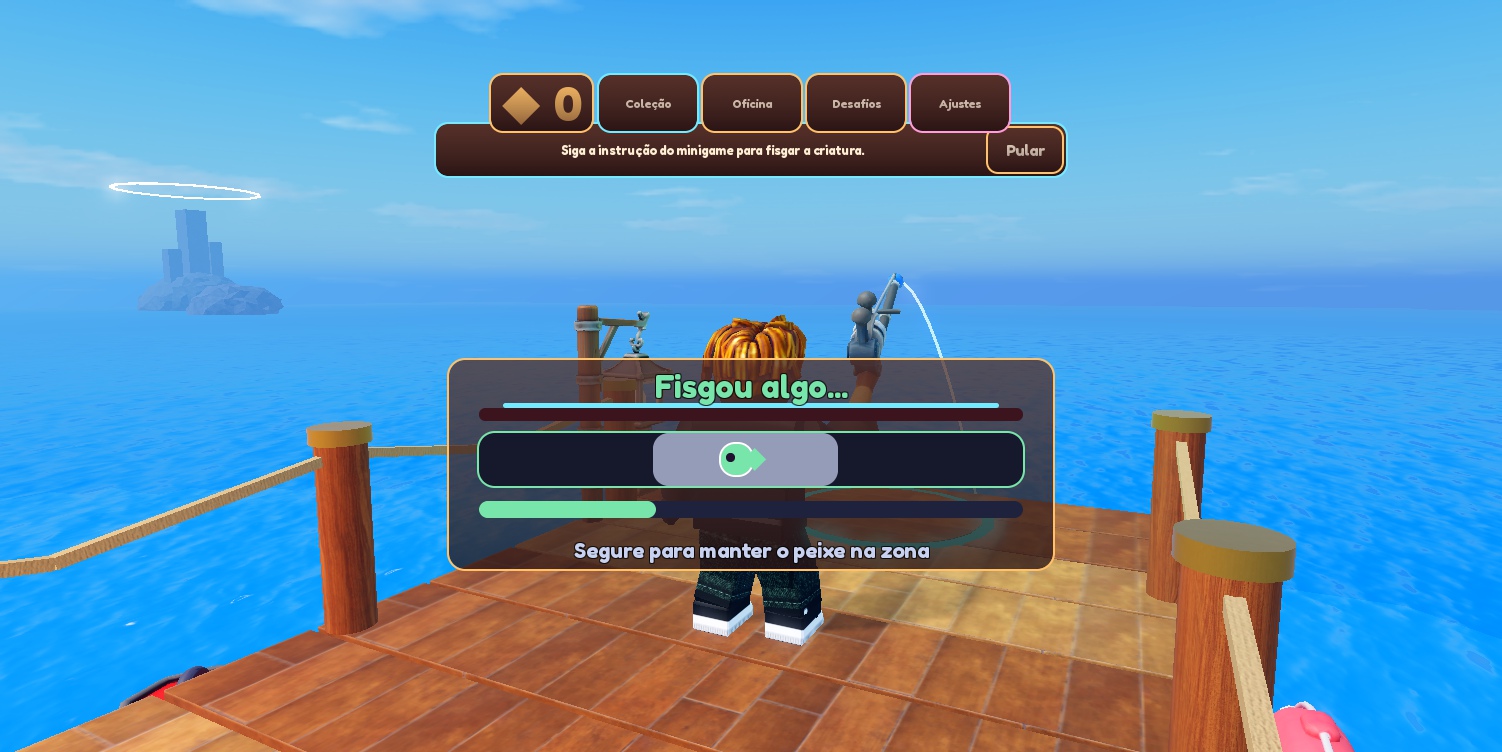 0
Coleção
Oficina
Desafios
Ajustes
Siga a instrução do minigame para fisgar a criatura.
Pular
Fisgou algo...
Segure para manter o peixe na zona